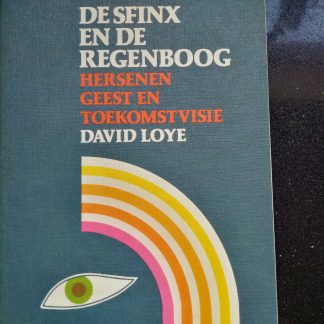 DE SFINX
EN DE
REGENBOOG
HERSENEN
GEEST EN
TOEKOMSTVISIE
DAVID LOYE